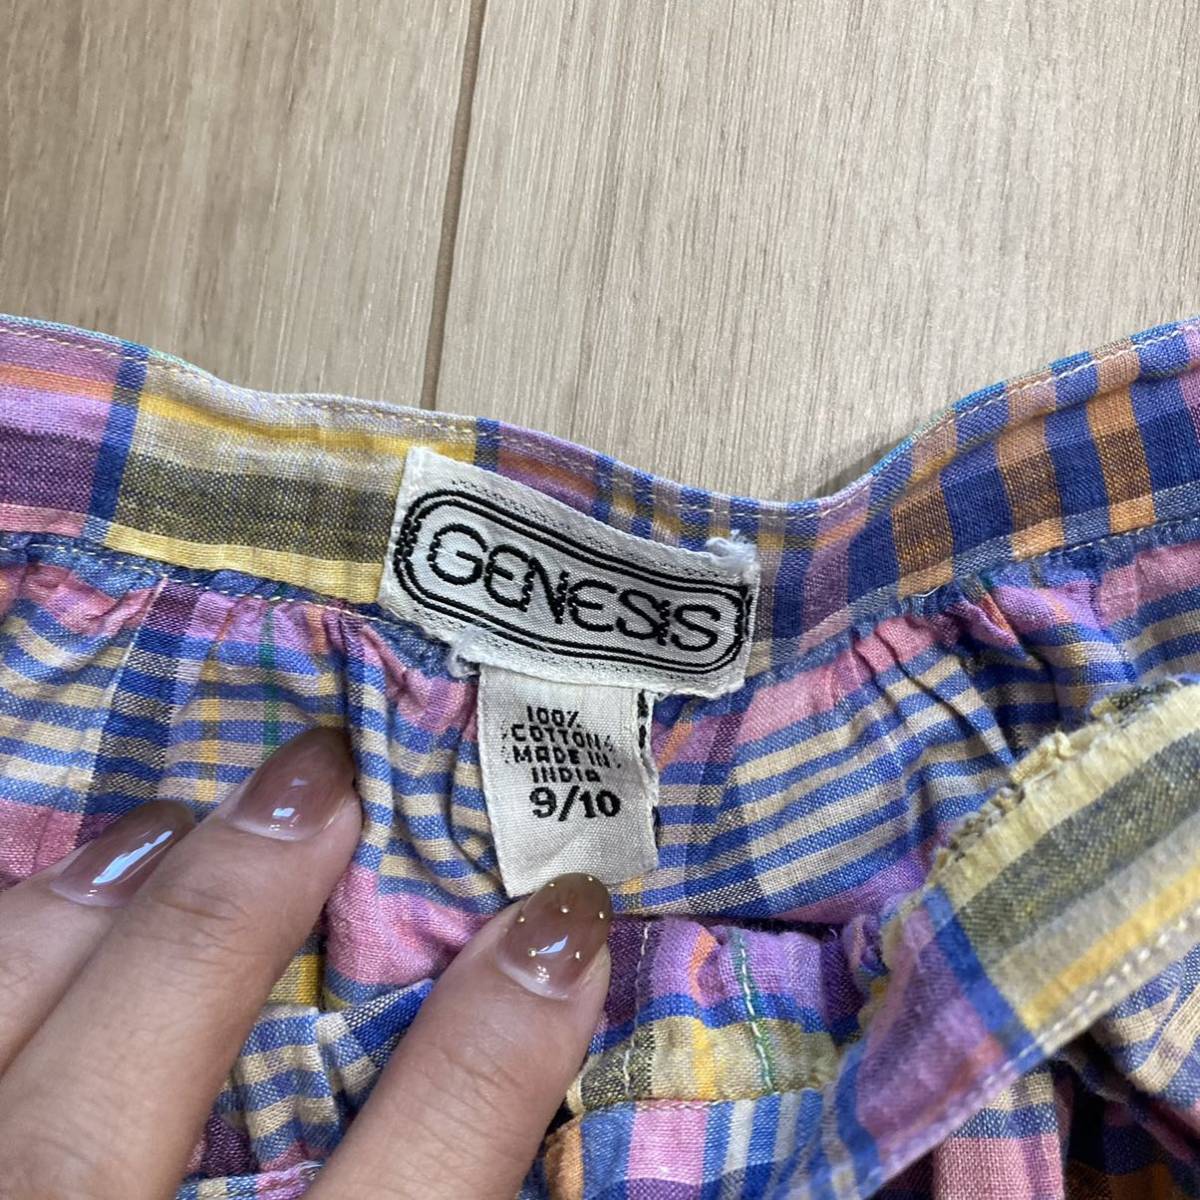 GENESIS
100%
COTTON
MADE IN
INDIA
9/10